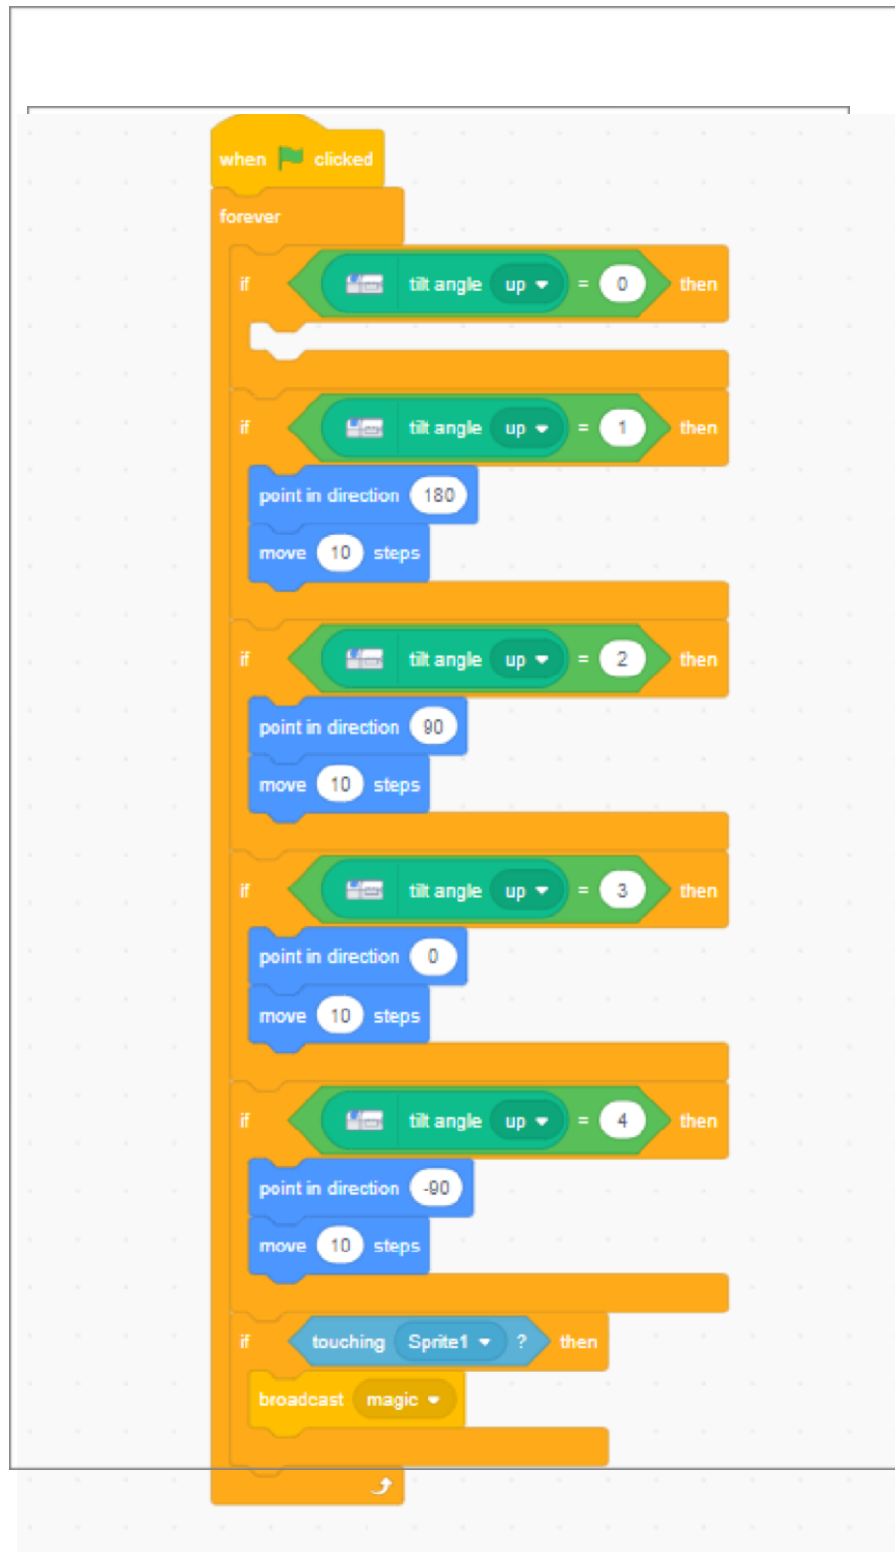 when clicked
forever
if tilt angle up = 0 then
if tilt angle up = 1 then
point in direction 180
move 10 steps
if tilt angle up = 2 then
point in direction 90
move 10 steps
if tilt angle up = 3 then
point in direction 0
move 10 steps
if tilt angle up = 4 then
point in direction -90
move 10 steps
if touching Sprite1 ? then
broadcast magic